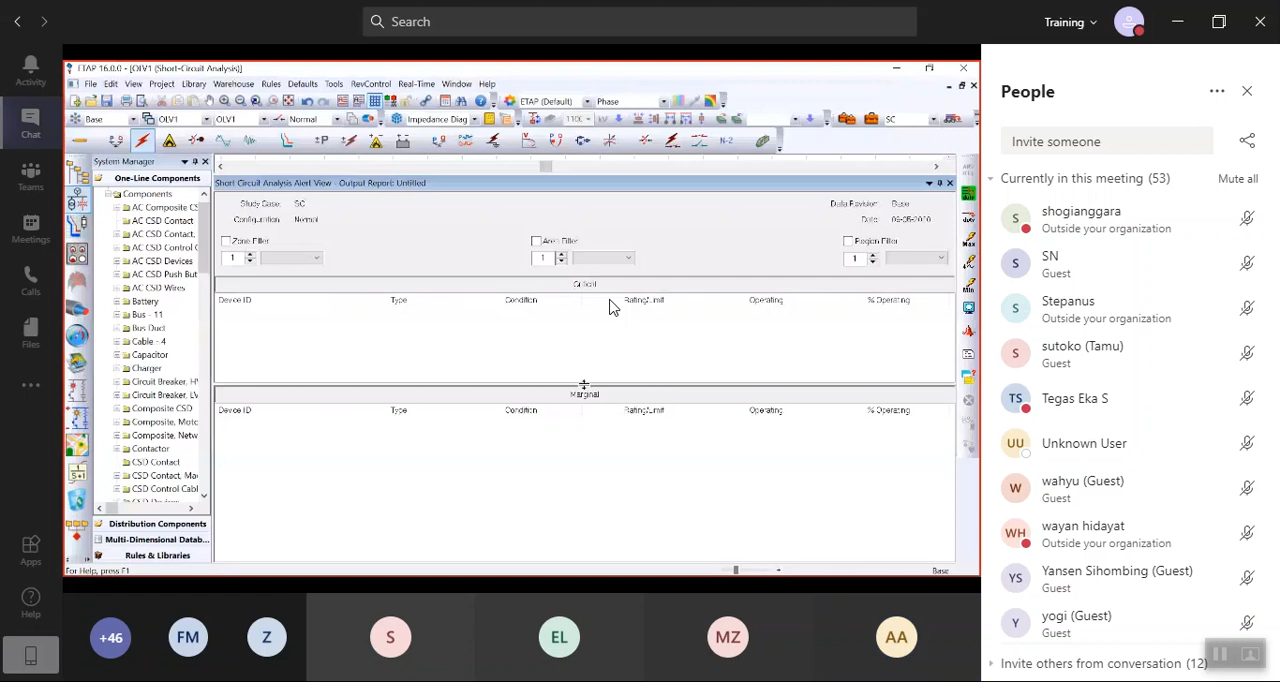 Search
Training
Activity
Chat
Teams
Meetings
Calls
Files
Apps
Help
ETAP 16.0.0 - [OLV1 (Short-Circuit Analysis)]
File Edit View Project Library Warehouse Rules Defaults Tools RevControl Real-Time Window Help
ETAP (Default) Phase
Base OLV1 OLV1 Normal Impedance Diag SC
System Manager
One-Line Components
Components
AC Composite CS
AC CSD Contact
AC CSD Contact,
AC CSD Control C
AC CSD Devices
AC CSD Push But
AC CSD Wires
Battery
Bus - 11
Bus Duct
Cable - 4
Capacitor
Charger
Circuit Breaker, HV
Circuit Breaker, LV
Composite CSD
Composite, Moto
Composite, Netw
Contactor
CSD Contact
CSD Contact, Ma
CSD Control Cabl
Distribution Components
Multi-Dimensional Datab...
Rules & Libraries
For Help, press F1
Short Circuit Analysis Alert View - Output Report: Untitled
Study Case: SC
Data Revision: Base
Configuration: Normal
Zone Filter
Area Filter
Region Filter
1
1
1
Critical
Device ID Type Condition Rating/Limit Operating % Operating
Marginal
Device ID Type Condition Rating/Limit Operating % Operating
Base
+46
FM
Z
S
EL
MZ
AA
People
Invite someone
Currently in this meeting (53)
Mute all
S
shogianggara
Outside your organization
S
SN
Guest
S
Stepanus
Outside your organization
S
sutoko (Tamu)
Guest
TS
Tegas Eka S
UU
Unknown User
W
wahyu (Guest)
Guest
WH
wayan hidayat
Outside your organization
YS
Yansen Sihombing (Guest)
Guest
Y
yogi (Guest)
Guest
Invite others from conversation (12)